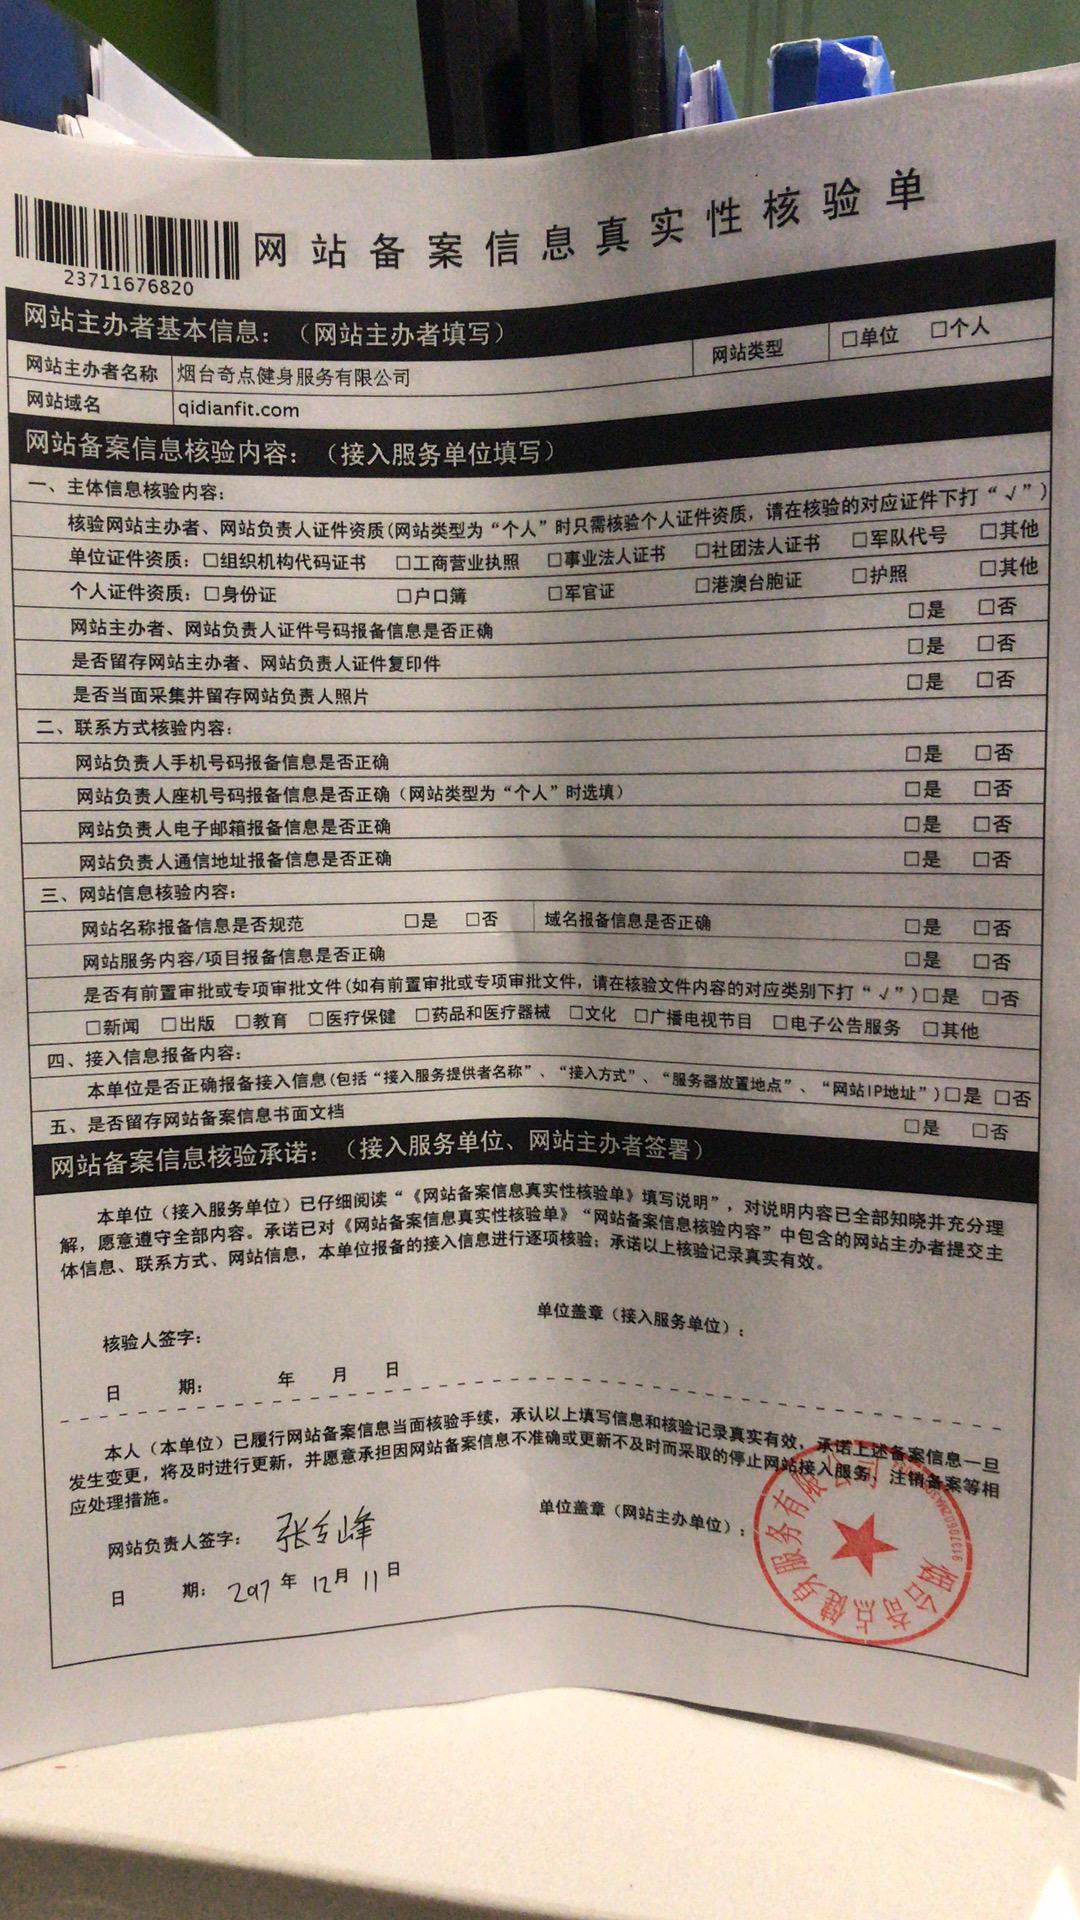 网站备案信息真实性核验单
23711676820
网站主办者基本信息：（网站主办者填写）
网站主办者名称 烟台奇点健身服务有限公司 网站类型 □单位 □个人
网站域名 qidianfit.com
网站备案信息核验内容：（接入服务单位填写）
一、主体信息核验内容：
核验网站主办者、网站负责人证件资质(网站类型为“个人”时只需核验个人证件资质，请在核验的对应证件下打“√”)
单位证件资质：□组织机构代码证书 □工商营业执照 □事业法人证书 □社团法人证书 □军队代号 □其他
个人证件资质：□身份证 □户口簿 □军官证 □港澳台胞证 □护照 □其他
网站主办者、网站负责人证件号码报备信息是否正确 □是 □否
是否留存网站主办者、网站负责人证件复印件 □是 □否
是否当面采集并留存网站负责人照片 □是 □否
二、联系方式核验内容：
网站负责人手机号码报备信息是否正确 □是 □否
网站负责人座机号码报备信息是否正确（网站类型为“个人”时选填） □是 □否
网站负责人电子邮箱报备信息是否正确 □是 □否
网站负责人通信地址报备信息是否正确 □是 □否
三、网站信息核验内容：
网站名称报备信息是否规范 □是 □否 域名报备信息是否正确 □是 □否
网站服务内容/项目报备信息是否正确 □是 □否
是否有前置审批或专项审批文件(如有前置审批或专项审批文件，请在核验文件内容的对应类别下打“√”)□是 □否
□新闻 □出版 □教育 □医疗保健 □药品和医疗器械 □文化 □广播电视节目 □电子公告服务 □其他
四、接入信息报备内容：
本单位是否正确报备接入信息(包括“接入服务提供者名称”、“接入方式”、“服务器放置地点”、“网站IP地址”)□是 □否
五、是否留存网站备案信息书面文档 □是 □否
网站备案信息核验承诺：（接入服务单位、网站主办者签署）
本单位（接入服务单位）已仔细阅读“《网站备案信息真实性核验单》填写说明”，对说明内容已全部知晓并充分理
解，愿意遵守全部内容。承诺已对《网站备案信息真实性核验单》“网站备案信息核验内容”中包含的网站主办者提交主
体信息、联系方式、网站信息，本单位报备的接入信息进行逐项核验；承诺以上核验记录真实有效。
核验人签字： 单位盖章（接入服务单位）：
日 期： 年 月 日
本人（本单位）已履行网站备案信息当面核验手续，承认以上填写信息和核验记录真实有效，承诺上述备案信息一旦
发生变更，将及时进行更新，并愿意承担因网站备案信息不准确或更新不及时而采取的停止网站接入服务、注销备案等相
应处理措施。
网站负责人签字： 单位盖章（网站主办单位）：
日 期： 2017 年 12 月 11 日
烟台奇点健身服务有限公司